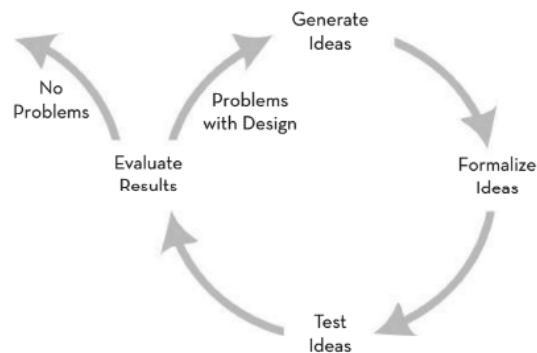 Generate
Ideas
No
Problems
Problems
with Design
Evaluate
Results
Formalize
Ideas
Test
Ideas